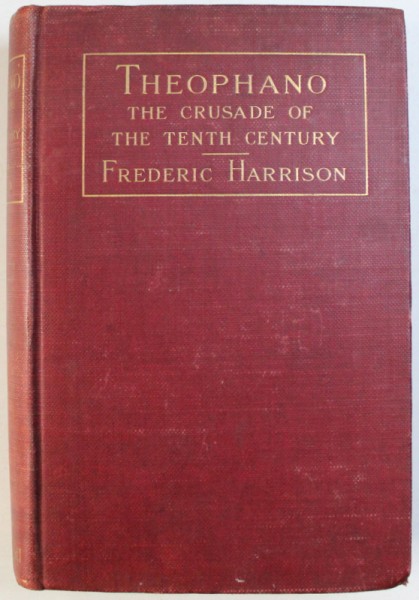 THEOPHANO
THE CRUSADE OF
THE TENTH CENTURY
FREDERIC HARRISON